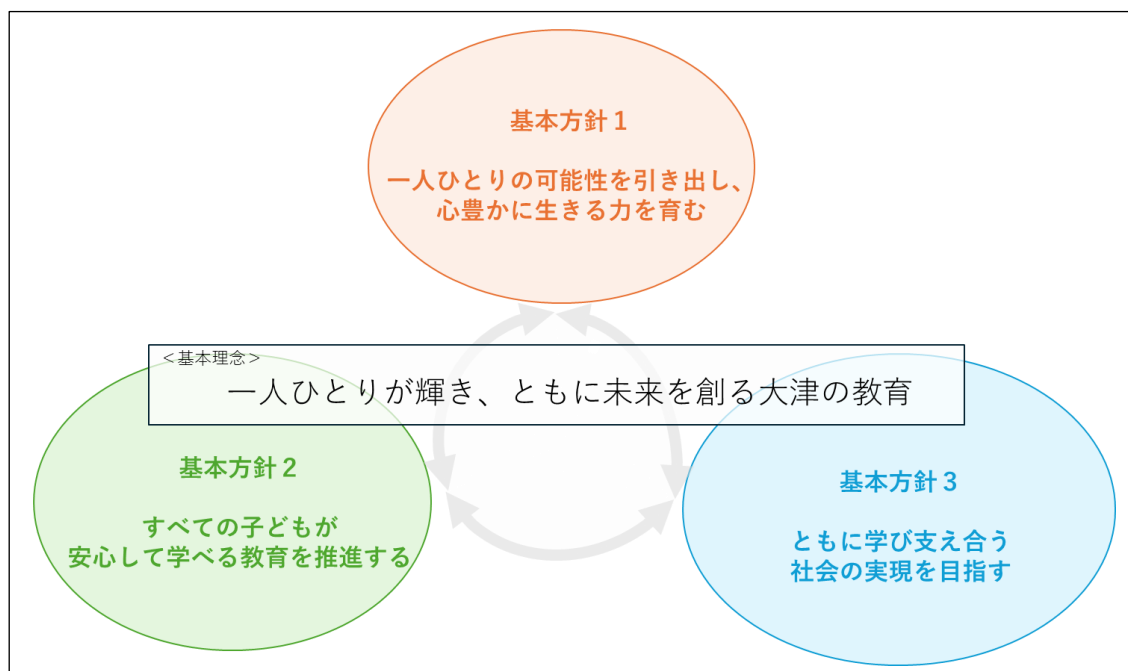 基本方針１
一人ひとりの可能性を引き出し、
心豊かに生きる力を育む
＜基本理念＞
一人ひとりが輝き、ともに未来を創る大津の教育
基本方針２
すべての子どもが
安心して学べる教育を推進する
基本方針３
ともに学び支え合う
社会の実現を目指す